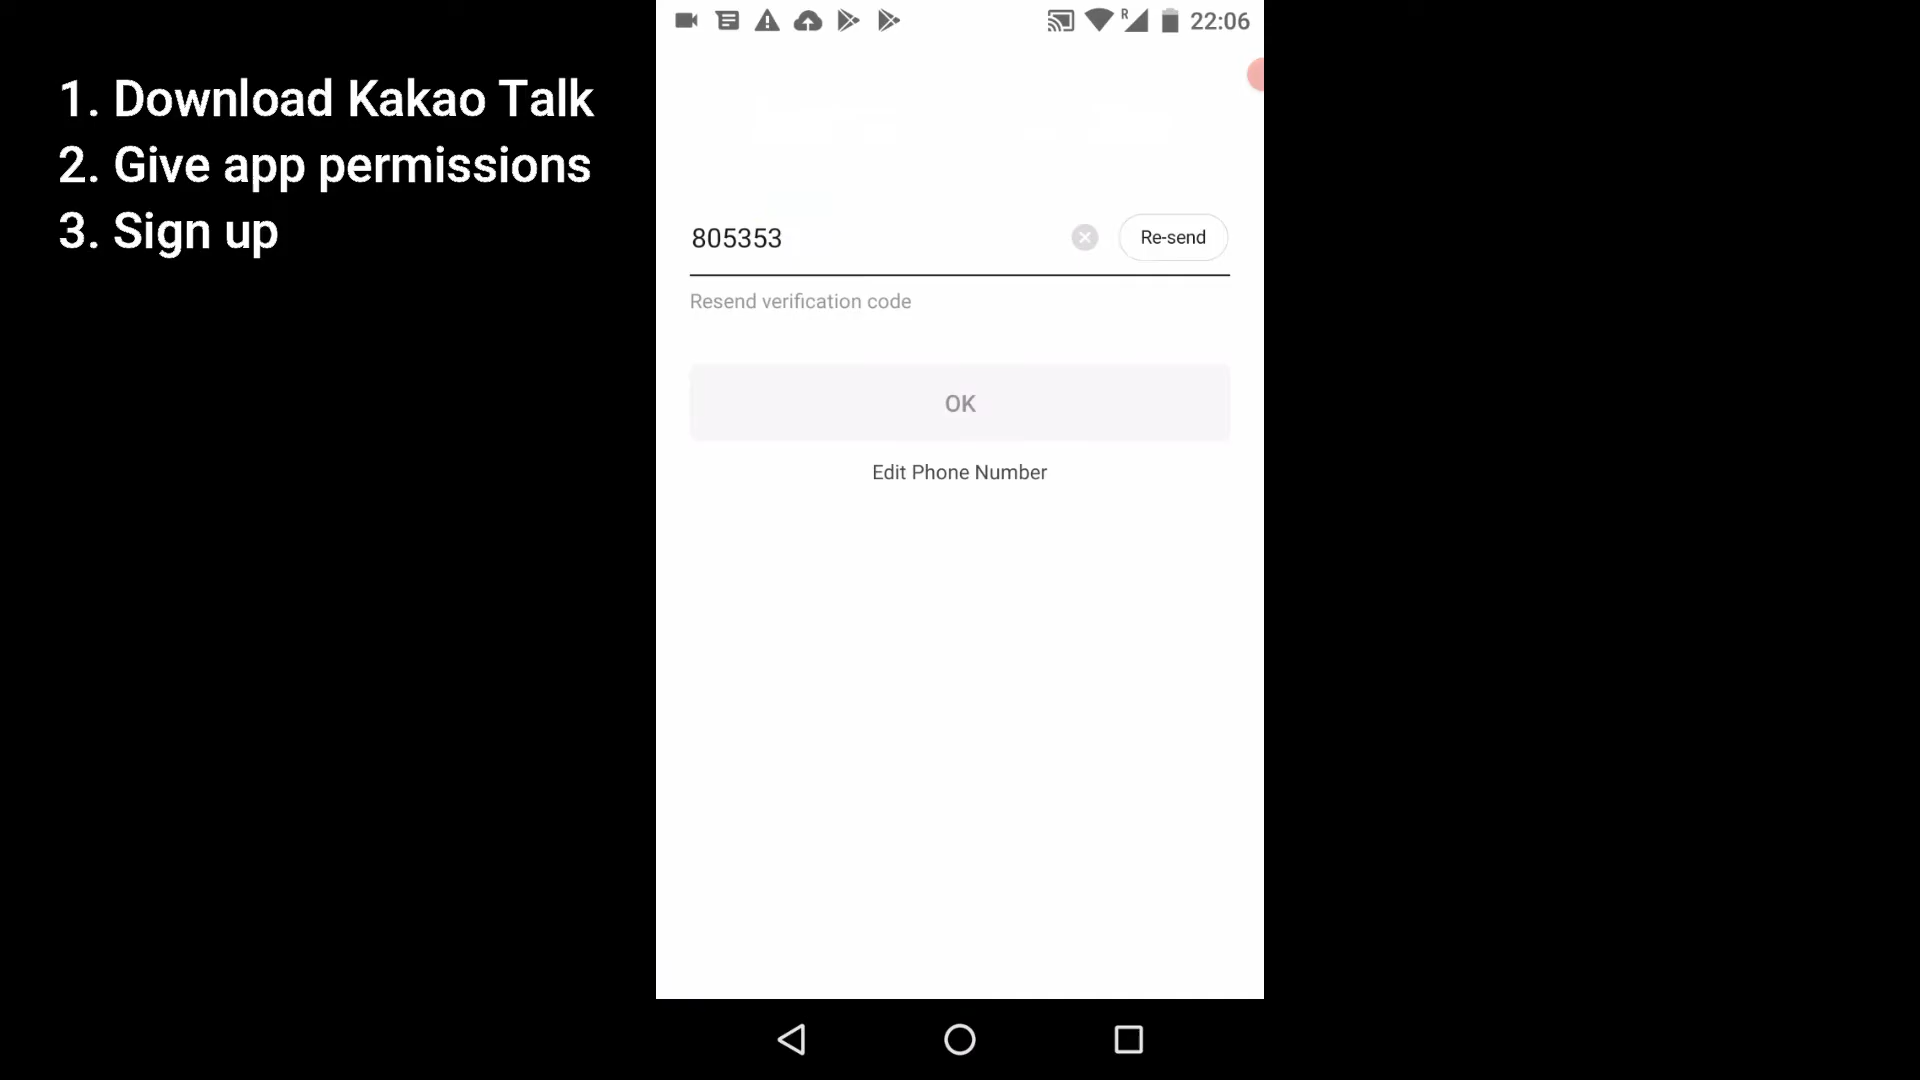 1. Download Kakao Talk
2. Give app permissions
3. Sign up
R
22:06
805353
Re-send
Resend verification code
OK
Edit Phone Number